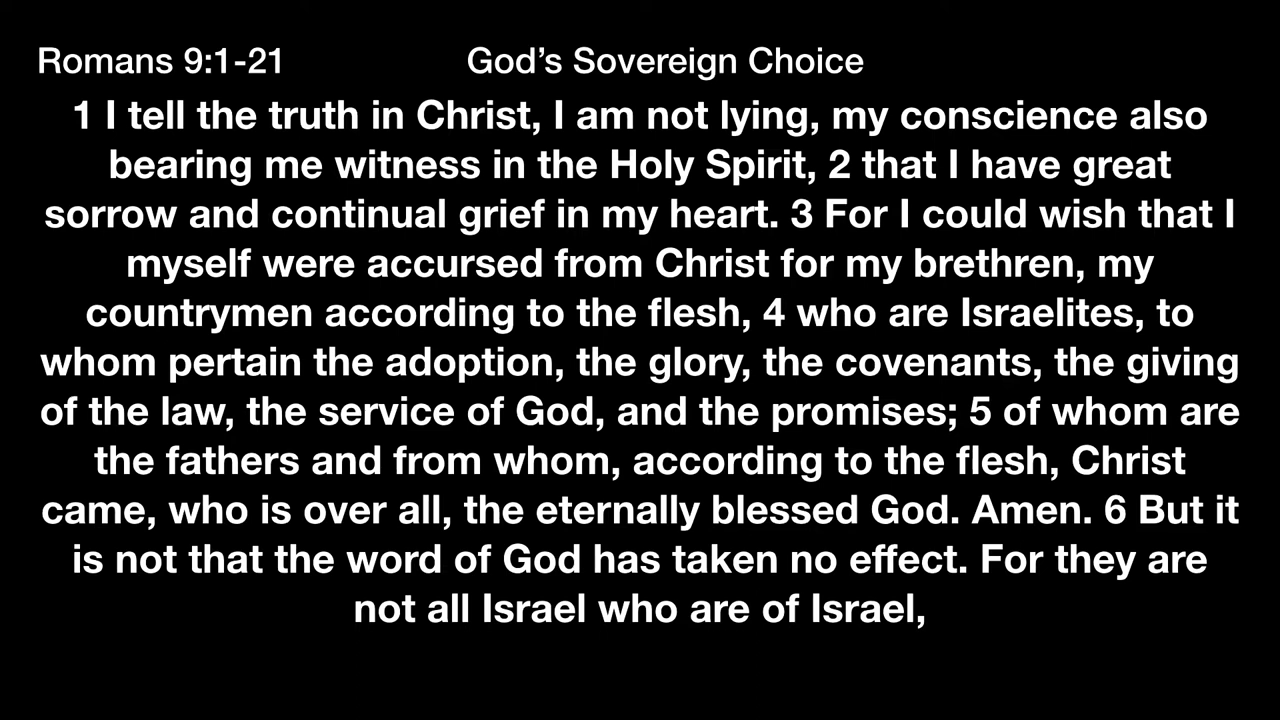 Romans 9:1-21 God’s Sovereign Choice
1 I tell the truth in Christ, I am not lying, my conscience also
bearing me witness in the Holy Spirit, 2 that I have great
sorrow and continual grief in my heart. 3 For I could wish that I
myself were accursed from Christ for my brethren, my
countrymen according to the flesh, 4 who are Israelites, to
whom pertain the adoption, the glory, the covenants, the giving
of the law, the service of God, and the promises; 5 of whom are
the fathers and from whom, according to the flesh, Christ
came, who is over all, the eternally blessed God. Amen. 6 But it
is not that the word of God has taken no effect. For they are
not all Israel who are of Israel,